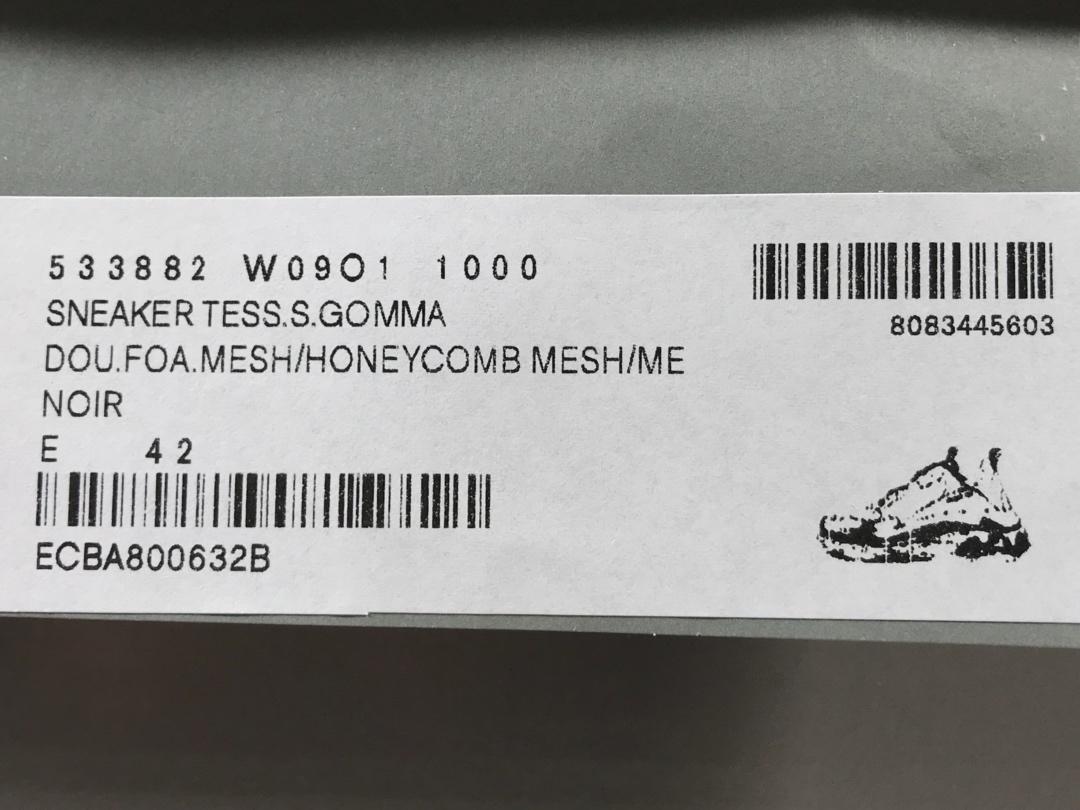 533882 W09O1 1000
SNEAKER TESS.S.GOMMA
DOU.FOA.MESH/HONEYCOMB MESH/ME
NOIR
E 42
ECBA800632B
8083445603